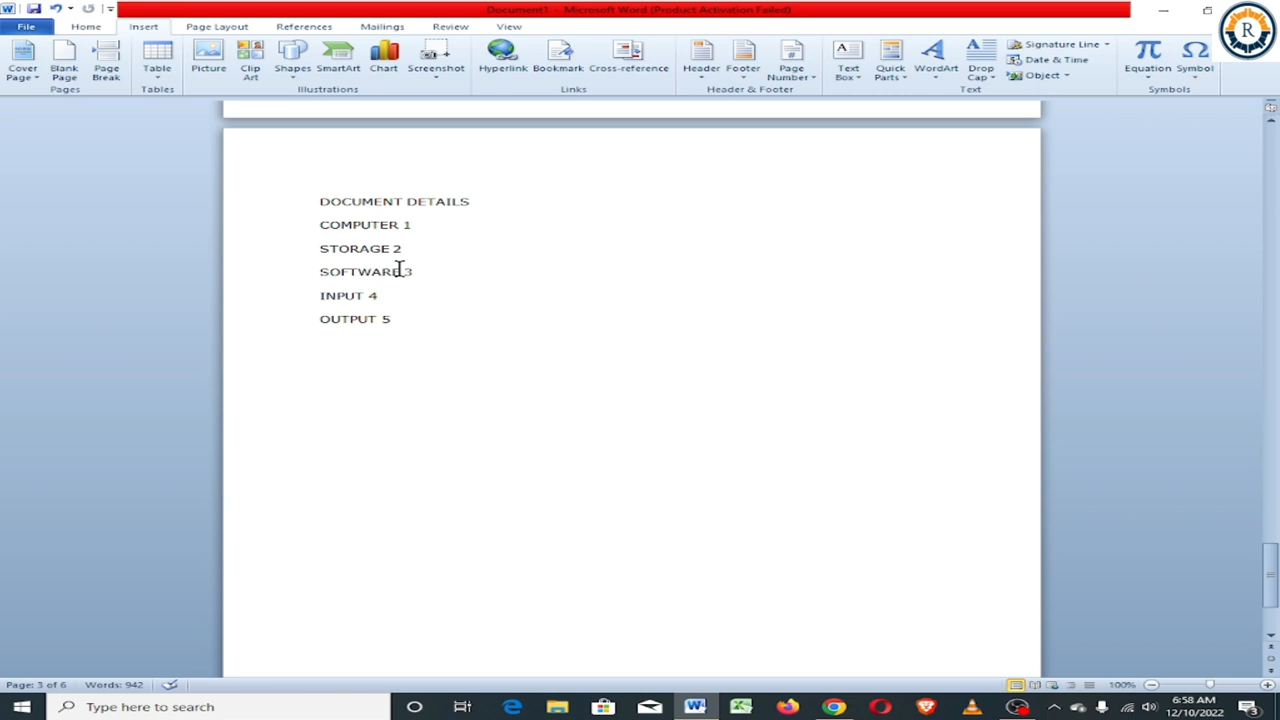 Document1 - Microsoft Word (Product Activation Failed)
File Home Insert Page Layout References Mailings Review View
Cover Page
Blank Page
Page Break
Table
Picture
Clip Art
Shapes
SmartArt
Chart
Screenshot
Hyperlink
Bookmark
Cross-reference
Header
Footer
Page Number
Text Box
Quick Parts
WordArt
Drop Cap
Signature Line
Date & Time
Object
Equation
Symbol
Pages Tables Illustrations Links Header & Footer Text Symbols
R
DOCUMENT DETAILS
COMPUTER 1
STORAGE 2
SOFTWARE 3
INPUT 4
OUTPUT 5
Page: 3 of 6 Words: 942 100%
Type here to search
6:58 AM
12/10/2022
3